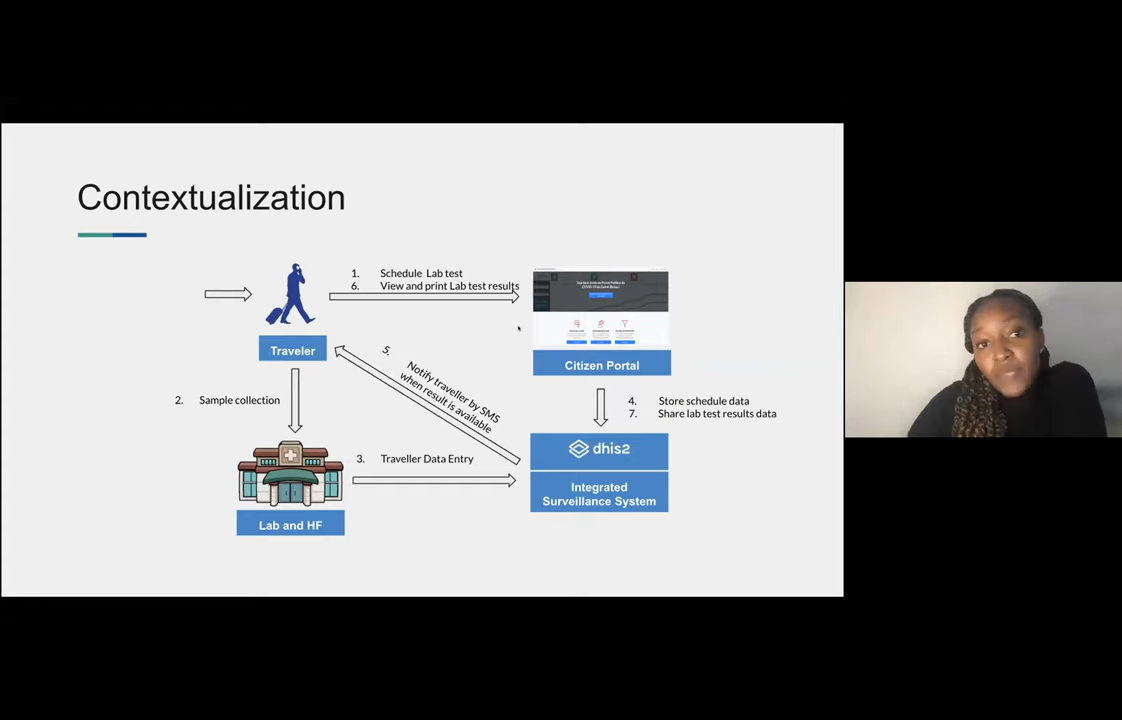 Contextualization
1. Schedule Lab test
6. View and print Lab test results
Traveler
5. Notify traveller by SMS
when result is available
Citizen Portal
2. Sample collection
4. Store schedule data
7. Share lab test results data
dhis2
3. Traveller Data Entry
Integrated
Surveillance System
Lab and HF